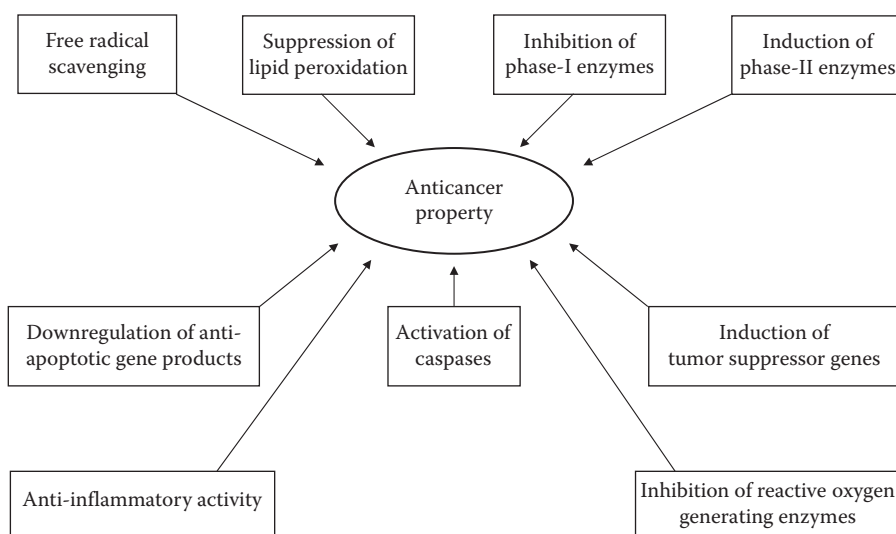 Free radical
scavenging
Suppression of
lipid peroxidation
Inhibition of
phase-I enzymes
Induction of
phase-II enzymes
Anticancer
property
Downregulation of anti-
apoptotic gene products
Activation of
caspases
Induction of
tumor suppressor genes
Anti-inflammatory activity
Inhibition of reactive oxygen
generating enzymes